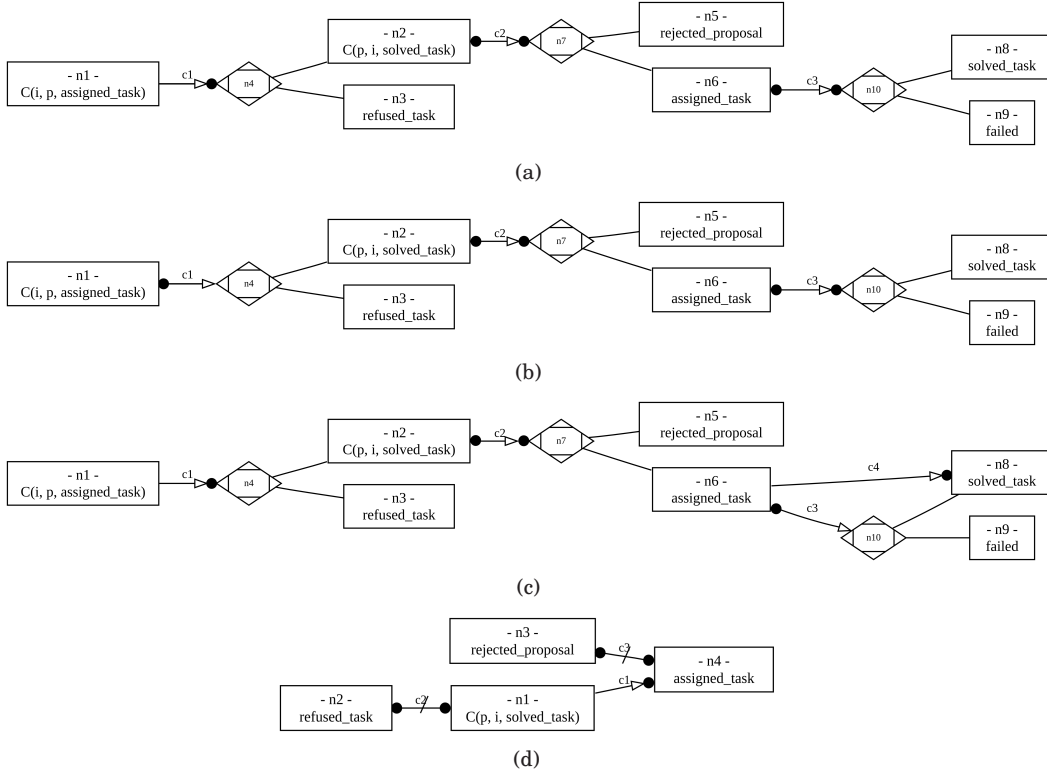 - n1 -
C(i, p, assigned_task)
c1
n4
- n2 -
C(p, i, solved_task)
- n3 -
refused_task
c2
n7
- n5 -
rejected_proposal
- n6 -
assigned_task
c3
n10
- n8 -
solved_task
- n9 -
failed
(a)
- n1 -
C(i, p, assigned_task)
c1
n4
- n2 -
C(p, i, solved_task)
- n3 -
refused_task
c2
n7
- n5 -
rejected_proposal
- n6 -
assigned_task
c3
n10
- n8 -
solved_task
- n9 -
failed
(b)
- n1 -
C(i, p, assigned_task)
c1
n4
- n2 -
C(p, i, solved_task)
- n3 -
refused_task
c2
n7
- n5 -
rejected_proposal
- n6 -
assigned_task
c4
c3
n10
- n8 -
solved_task
- n9 -
failed
(c)
- n3 -
rejected_proposal
c3
- n4 -
assigned_task
c1
- n2 -
refused_task
c2
- n1 -
C(p, i, solved_task)
(d)